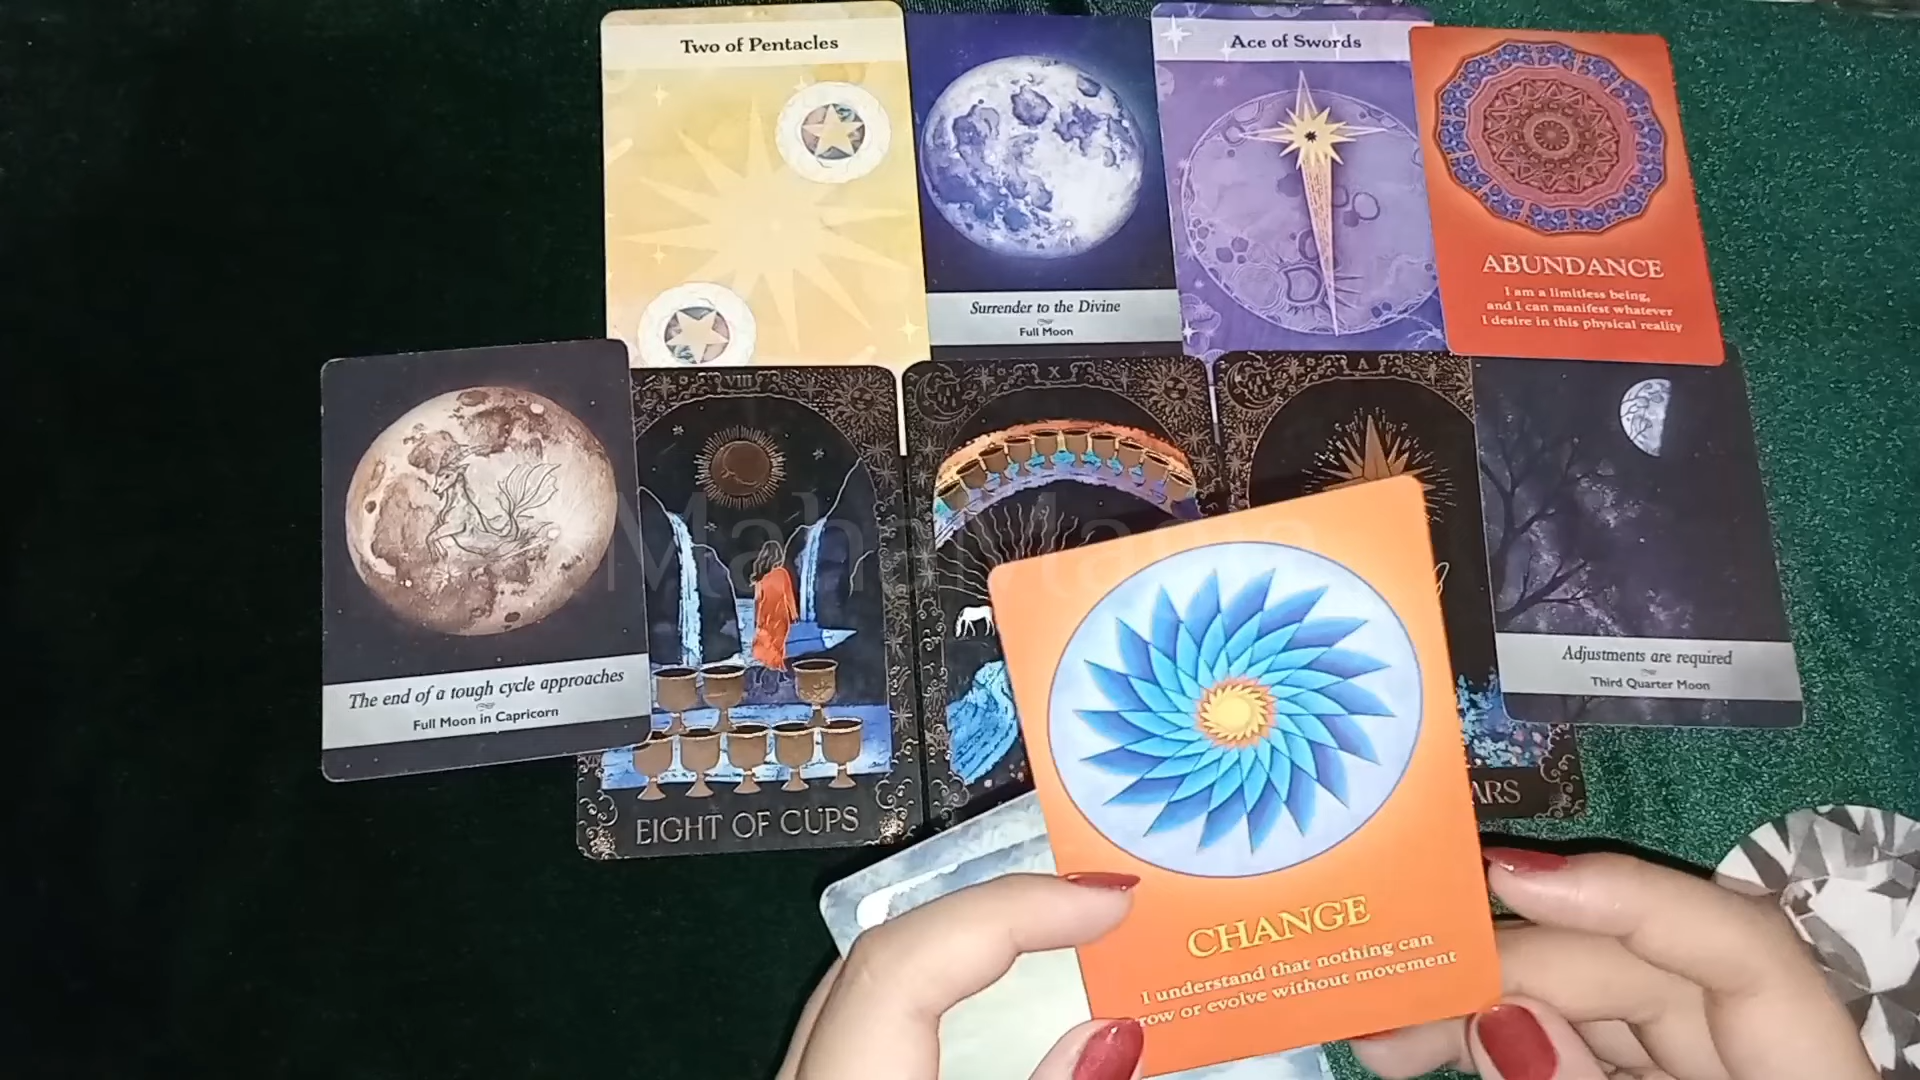 Two of Pentacles
Surrender to the Divine
Full Moon
Ace of Swords
ABUNDANCE
I am a limitless being,
and I can manifest whatever
I desire in this physical reality
The end of a tough cycle approaches
Full Moon in Capricorn
VIII
EIGHT OF CUPS
X
A
ARS
Adjustments are required
Third Quarter Moon
CHANGE
I understand that nothing can
row or evolve without movement